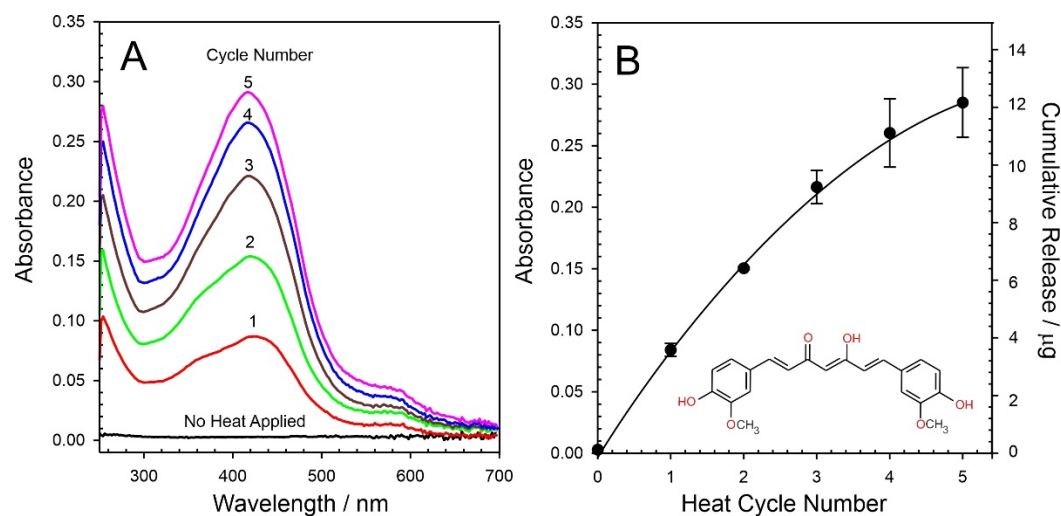 A
Cycle Number
5
4
3
2
1
No Heat Applied
0.35
0.30
0.25
0.20
0.15
0.10
0.05
0.00
Absorbance
300 400 500 600 700
Wavelength / nm
B
0.35
0.30
0.25
0.20
0.15
0.10
0.05
0.00
Absorbance
14
12
10
8
6
4
2
0
Cumulative Release / µg
O OH
HO
OCH₃
OH
OCH₃
0 1 2 3 4 5
Heat Cycle Number